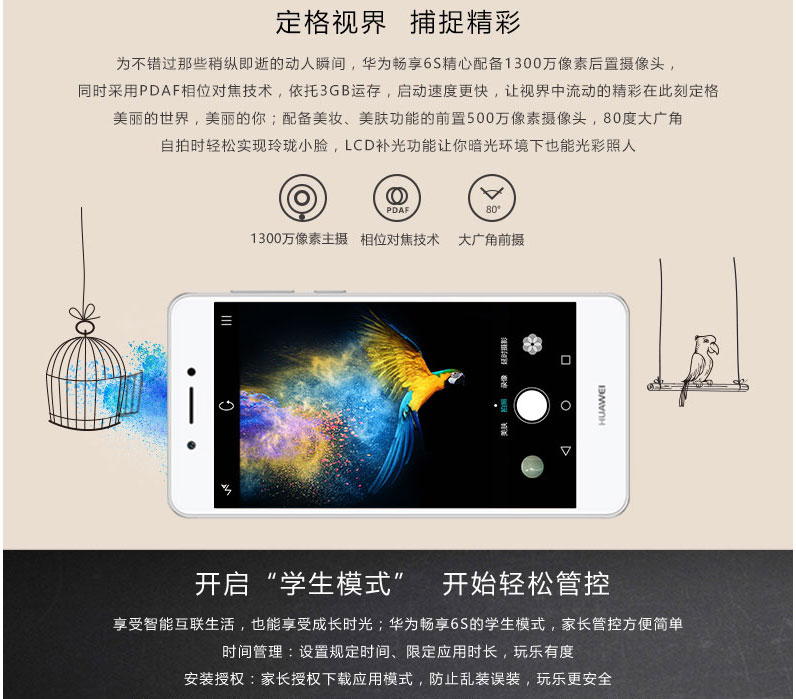 定格视界 捕捉精彩
为不错过那些稍纵即逝的动人瞬间，华为畅享6S精心配备1300万像素后置摄像头，
同时采用PDAF相位对焦技术，依托3GB运存，启动速度更快，让视界中流动的精彩在此刻定格
美丽的世界，美丽的你；配备美妆、美肤功能的前置500万像素摄像头，80度大广角
自拍时轻松实现玲珑小脸，LCD补光功能让你暗光环境下也能光彩照人
PDAF
80°
1300万像素主摄 相位对焦技术 大广角前摄
延时摄影
录像
拍照
美肤
HUAWEI
开启“学生模式” 开始轻松管控
享受智能互联生活，也能享受成长时光；华为畅享6S的学生模式，家长管控方便简单
时间管理：设置规定时间、限定应用时长，玩乐有度
安装授权：家长授权下载应用模式，防止乱装误装，玩乐更安全